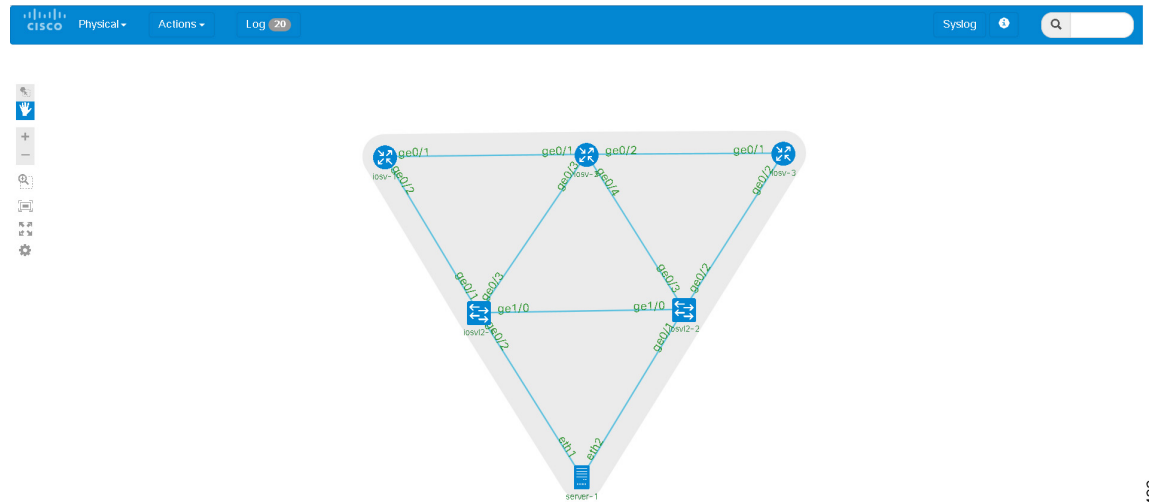 CISCO Physical Actions Log 20 Syslog
ge0/1 ge0/1 ge0/2 ge0/1
ge0/2 ge0/3 ge0/4 ge0/2
iosv-3
ge0/1 ge0/3 ge0/3 ge0/2
ge1/0 ge1/0
iosvl2-2
ge0/2 ge0/1
eth1 eth2
server-1